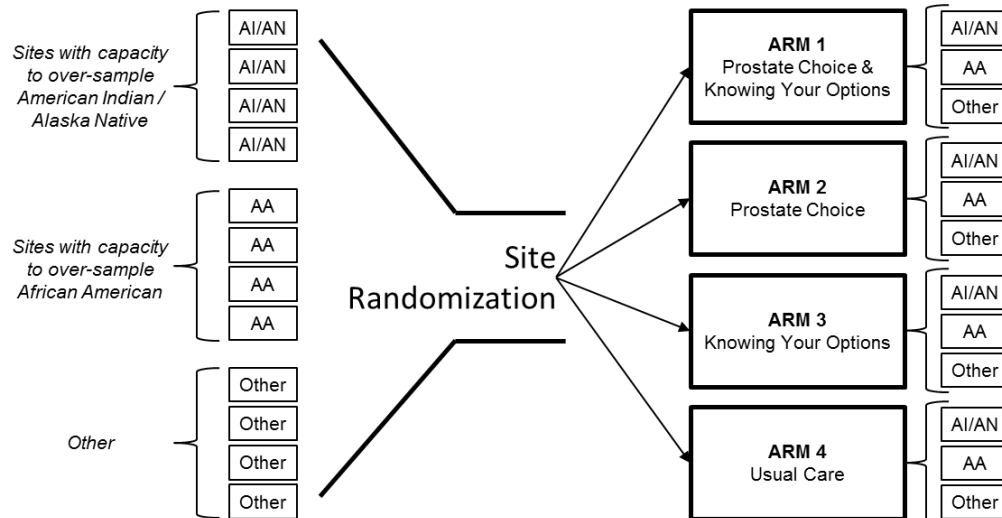 Sites with capacity
to over-sample
American Indian /
Alaska Native
AI/AN
AI/AN
AI/AN
AI/AN
Sites with capacity
to over-sample
African American
AA
AA
AA
AA
Other
Other
Other
Other
Other
Site
Randomization
ARM 1
Prostate Choice &
Knowing Your Options
AI/AN
AA
Other
ARM 2
Prostate Choice
AI/AN
AA
Other
ARM 3
Knowing Your Options
AI/AN
AA
Other
ARM 4
Usual Care
AI/AN
AA
Other